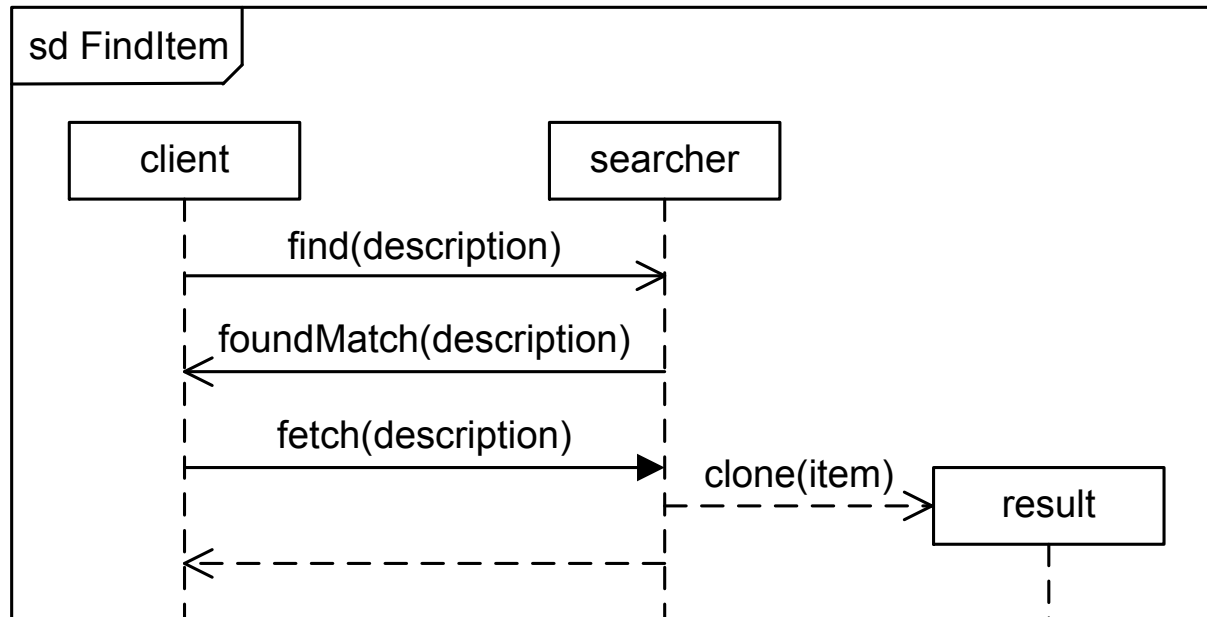 sd FindItem
client
searcher
find(description)
foundMatch(description)
fetch(description)
clone(item)
result